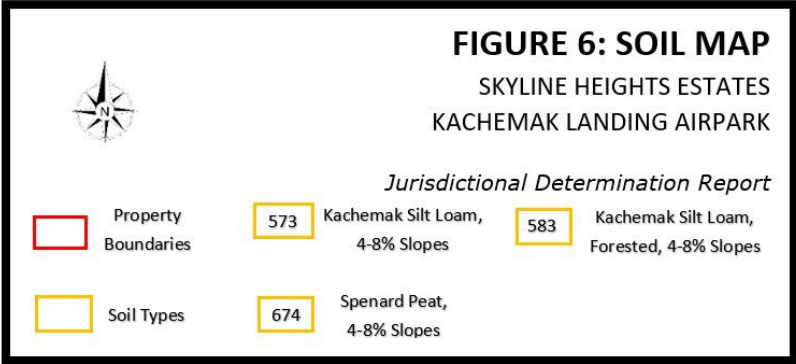 FIGURE 6: SOIL MAP
SKYLINE HEIGHTS ESTATES
KACHEMAK LANDING AIRPARK
N
Jurisdictional Determination Report
Property
Boundaries
573
Kachemak Silt Loam,
4-8% Slopes
583
Kachemak Silt Loam,
Forested, 4-8% Slopes
Soil Types
674
Spenard Peat,
4-8% Slopes